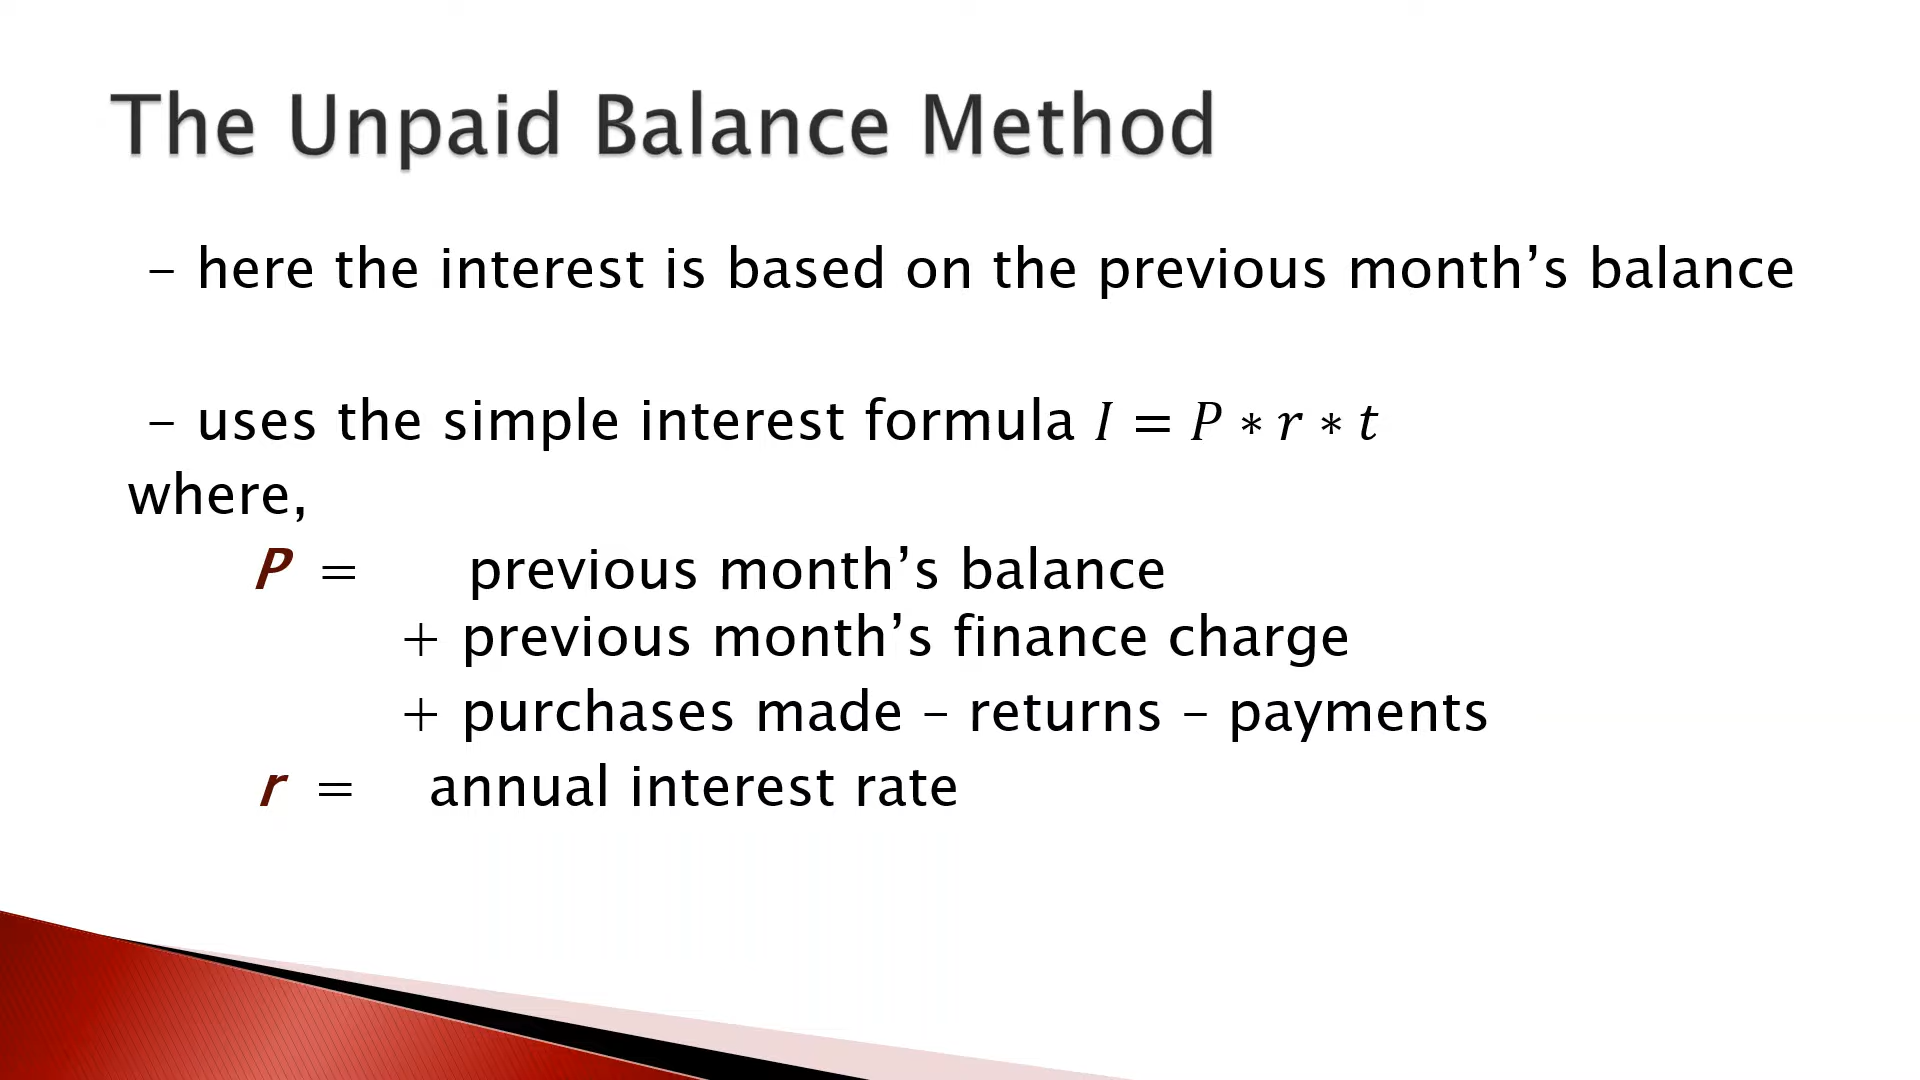 The Unpaid Balance Method
– here the interest is based on the previous month’s balance
– uses the simple interest formula I = P ∗ r ∗ t
where,
P = previous month’s balance
+ previous month’s finance charge
+ purchases made – returns – payments
r = annual interest rate